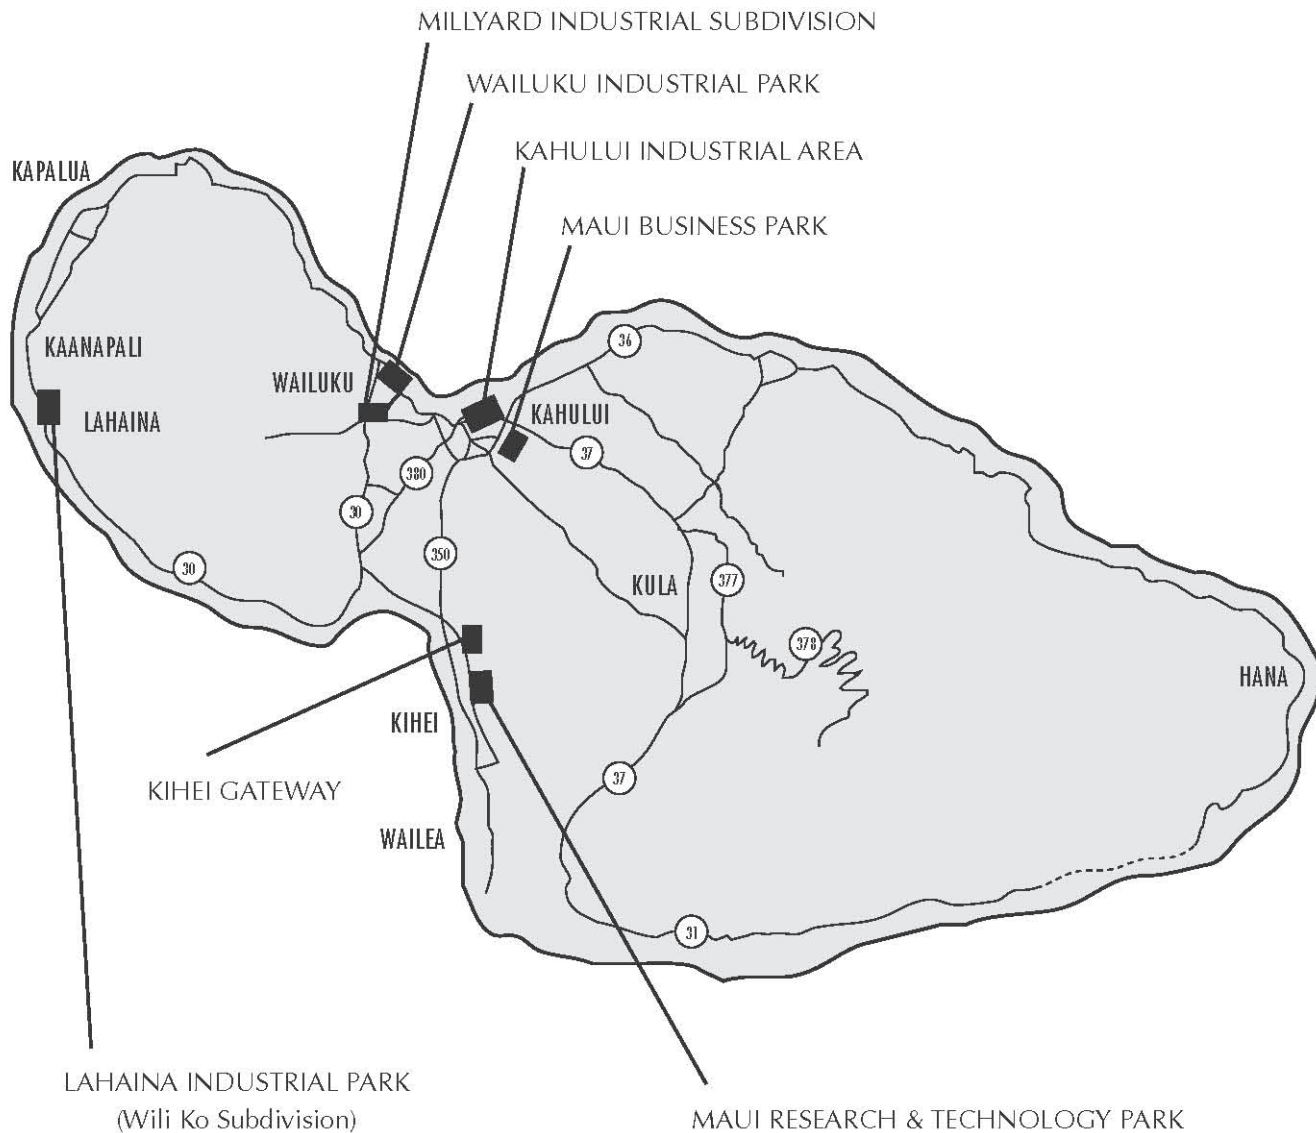 MILLYARD INDUSTRIAL SUBDIVISION
WAILUKU INDUSTRIAL PARK
KAHULUI INDUSTRIAL AREA
KAPALUA
MAUI BUSINESS PARK
36
KAANAPALI
WAILUKU
LAHAINA
KAHULUI
37
380
30
350
30
KULA
377
378
HANA
KIHEI
37
KIHEI GATEWAY
WAILEA
31
LAHAINA INDUSTRIAL PARK
(Wili Ko Subdivision)
MAUI RESEARCH & TECHNOLOGY PARK